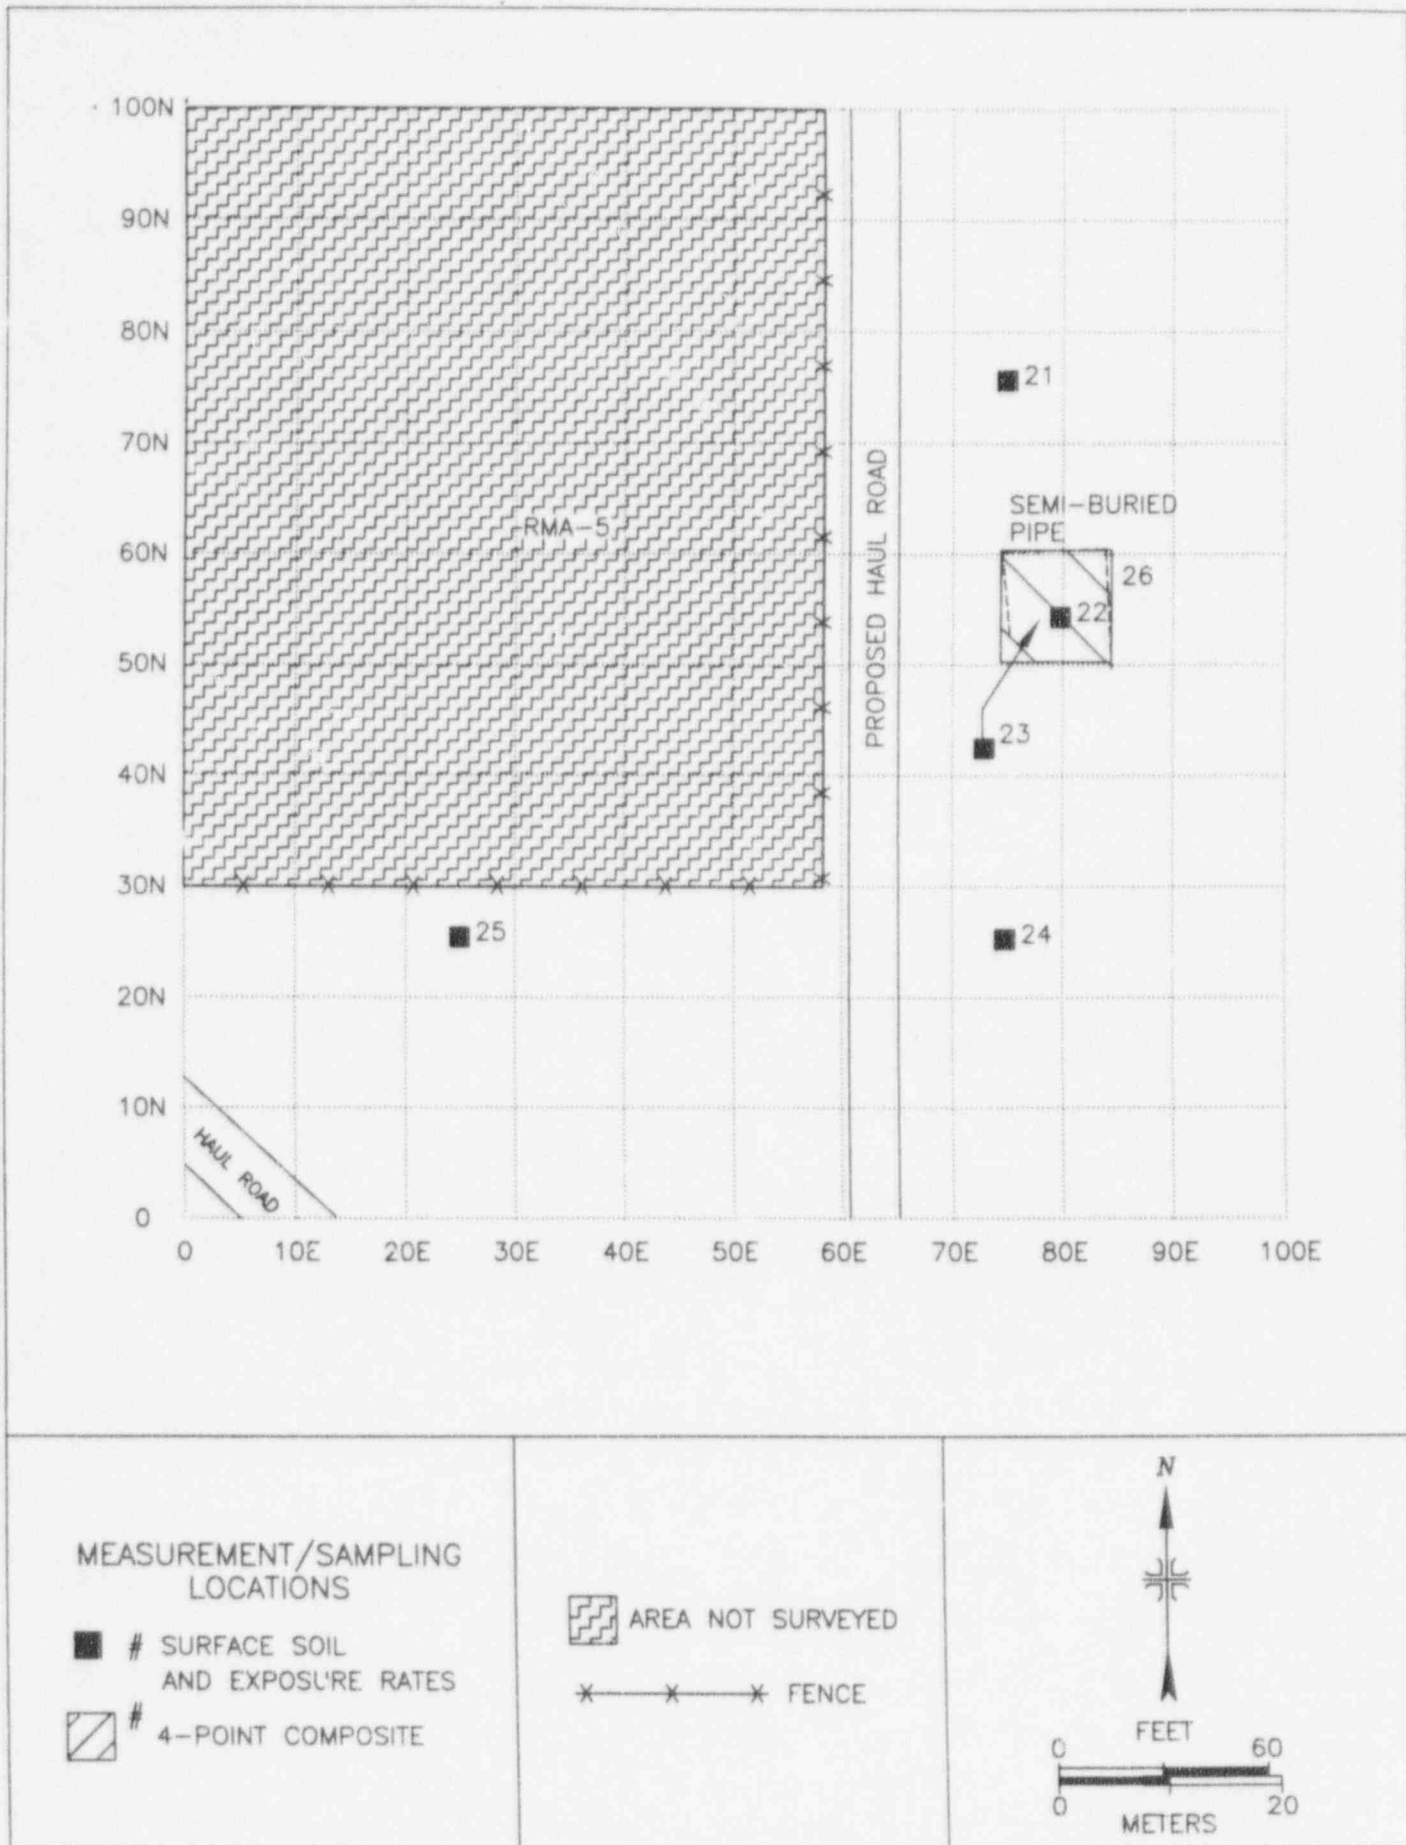 100N
90N
80N
70N
60N
50N
40N
30N
20N
10N
0
0 10E 20E 30E 40E 50E 60E 70E 80E 90E 100E
RMA-5
PROPOSED HAUL ROAD
HAUL ROAD
21
SEMI-BURIED
PIPE
26
22
23
24
25
MEASUREMENT/SAMPLING
LOCATIONS
# SURFACE SOIL
AND EXPOSURE RATES
# 4-POINT COMPOSITE
AREA NOT SURVEYED
FENCE
N
FEET
0 60
0 20
METERS